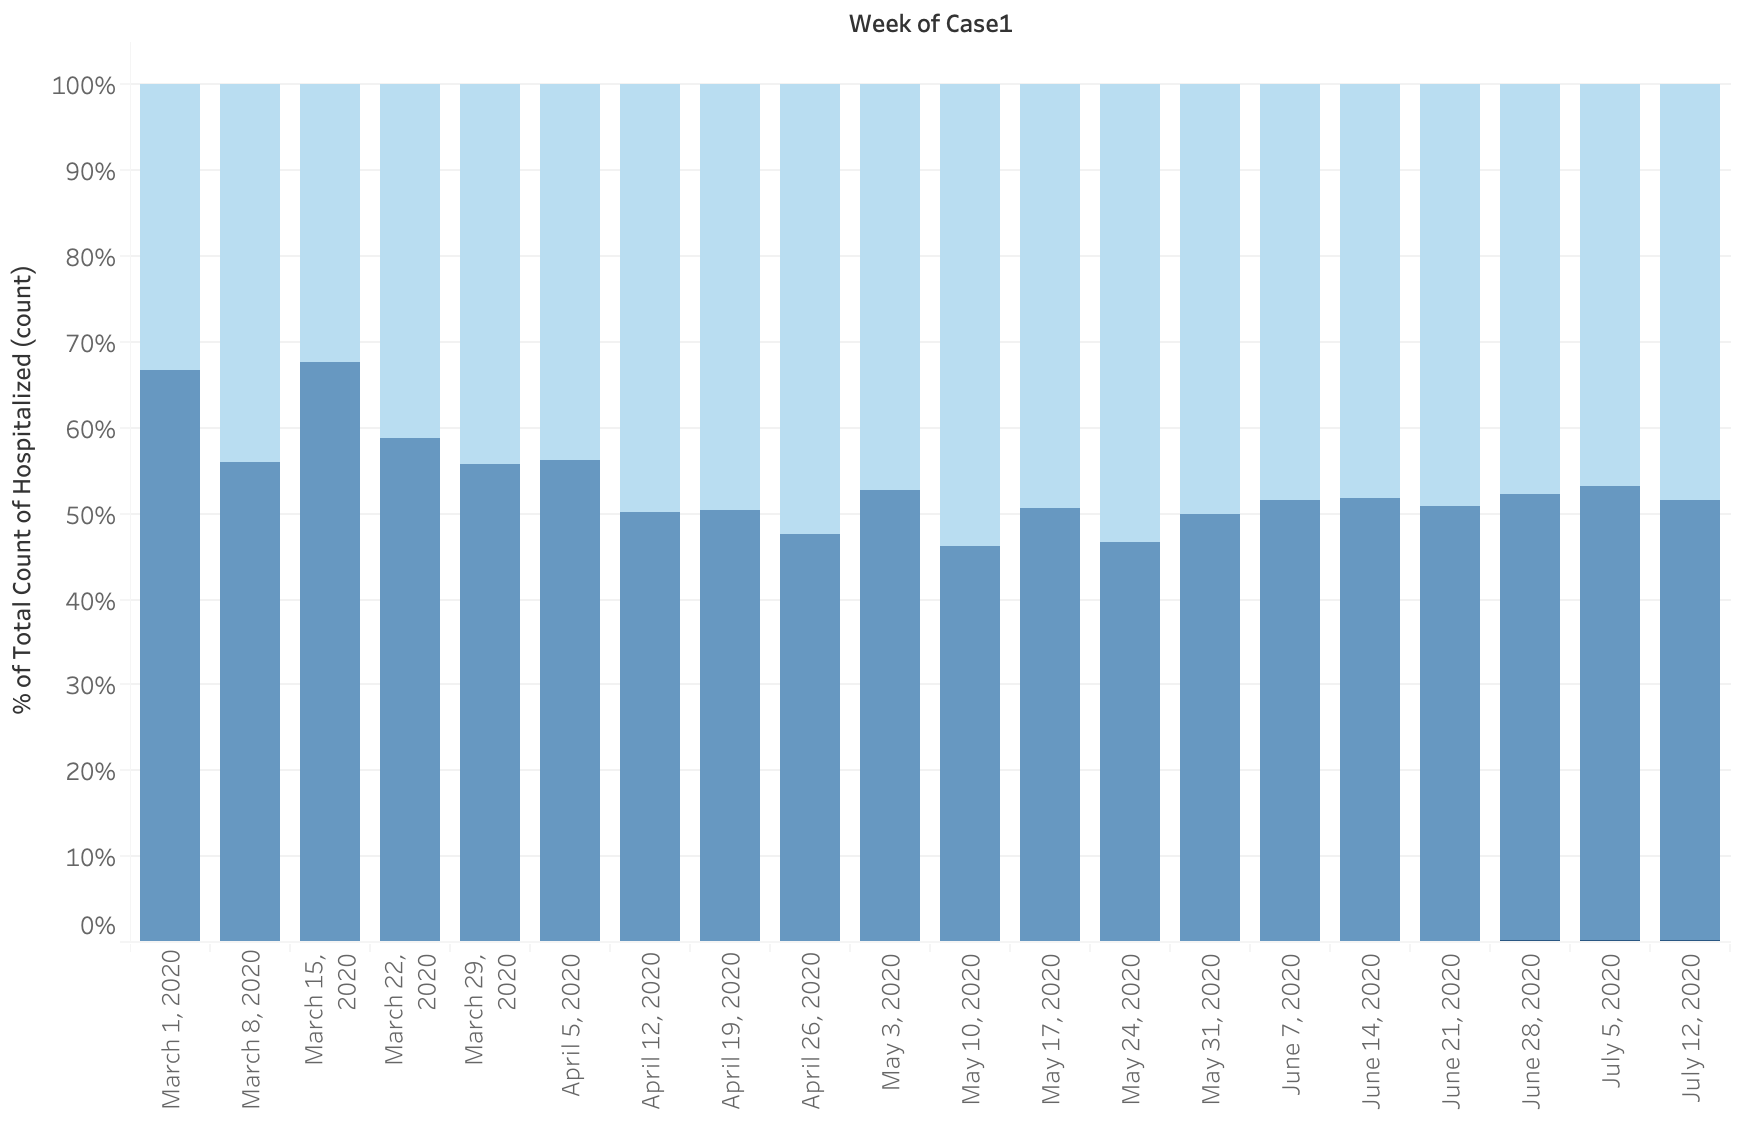 Week of Case1
% of Total Count of Hospitalized (count)
100%
90%
80%
70%
60%
50%
40%
30%
20%
10%
0%
March 1, 2020
March 8, 2020
March 15,
2020
March 22,
2020
March 29,
2020
April 5, 2020
April 12, 2020
April 19, 2020
April 26, 2020
May 3, 2020
May 10, 2020
May 17, 2020
May 24, 2020
May 31, 2020
June 7, 2020
June 14, 2020
June 21, 2020
June 28, 2020
July 5, 2020
July 12, 2020